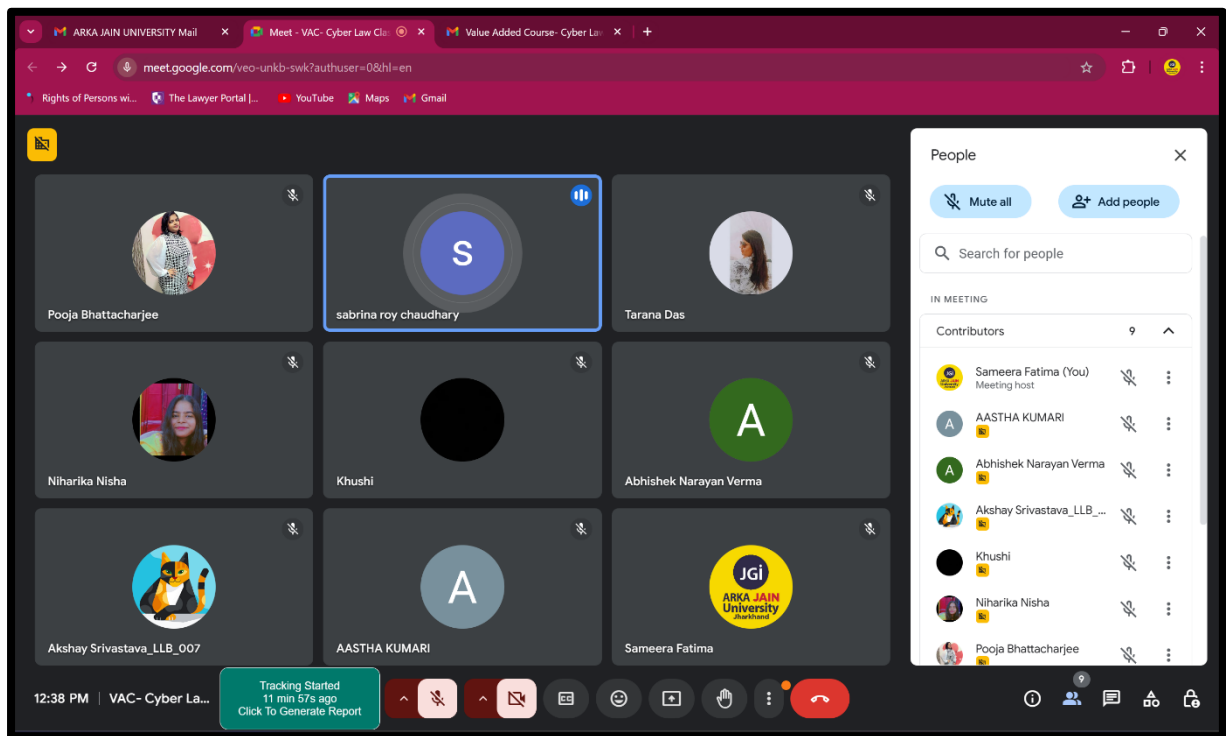 ARKA JAIN UNIVERSITY Mail
Meet - VAC- Cyber Law Cla
Value Added Course- Cyber Law
meet.google.com/veo-unkb-swk?authuser=0&hl=en
Rights of Persons wi...
The Lawyer Portal |...
YouTube
Maps
Gmail
Pooja Bhattacharjee
S
sabrina roy chaudhary
Tarana Das
Niharika Nisha
Khushi
A
Abhishek Narayan Verma
Akshay Srivastava_LLB_007
A
AASTHA KUMARI
JGi
ARKA JAIN
University
Jharkhand
Sameera Fatima
People
Mute all
Add people
Search for people
IN MEETING
Contributors
9
Sameera Fatima (You)
Meeting host
A
AASTHA KUMARI
A
Abhishek Narayan Verma
Akshay Srivastava_LLB_...
Khushi
Niharika Nisha
Pooja Bhattacharjee
12:38 PM | VAC- Cyber La...
Tracking Started
11 min 57s
ago
Click To Generate Report
CC
9